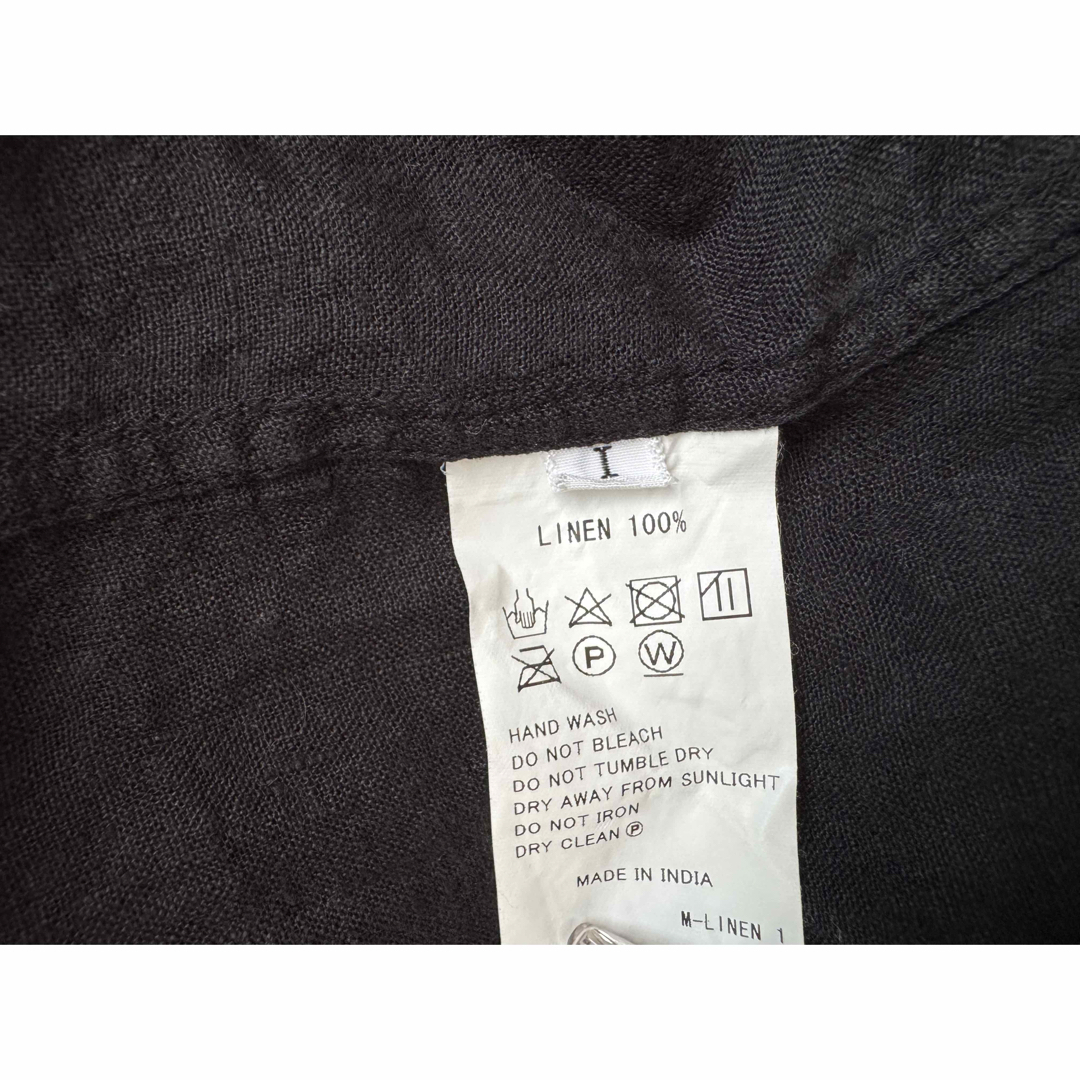 I
LINEN 100%
P W
HAND WASH
DO NOT BLEACH
DO NOT TUMBLE DRY
DRY AWAY FROM SUNLIGHT
DO NOT IRON
DRY CLEAN Ⓟ
MADE IN INDIA
M-LINEN 1